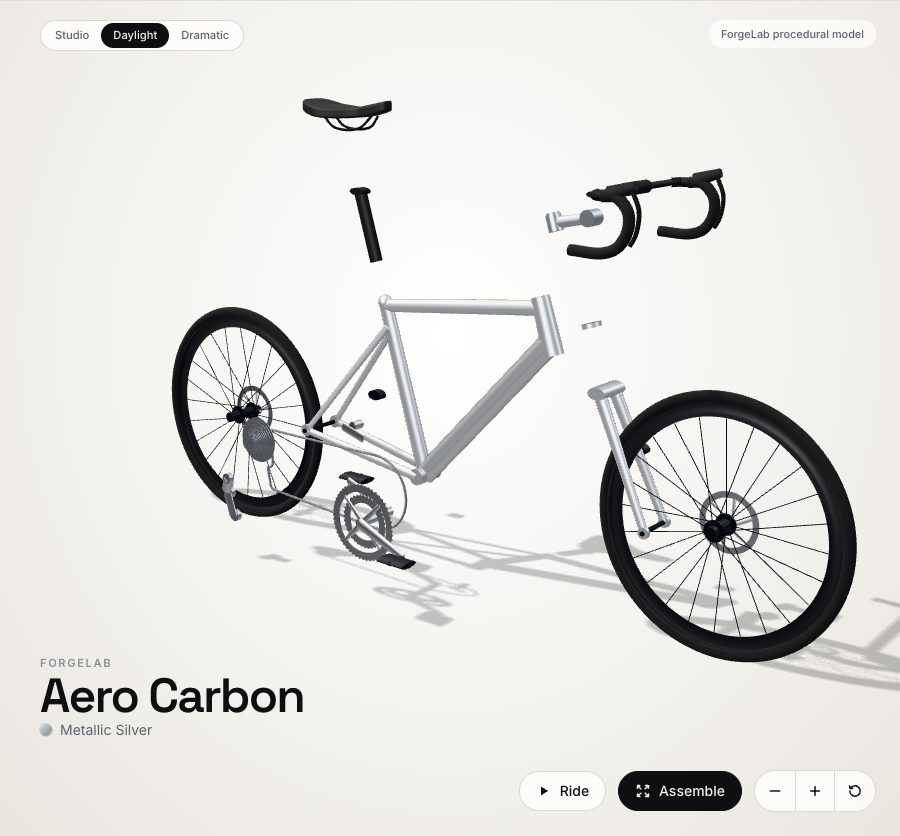 Studio Daylight Dramatic
ForgeLab procedural model
FORGELAB
Aero Carbon
Metallic Silver
Ride Assemble